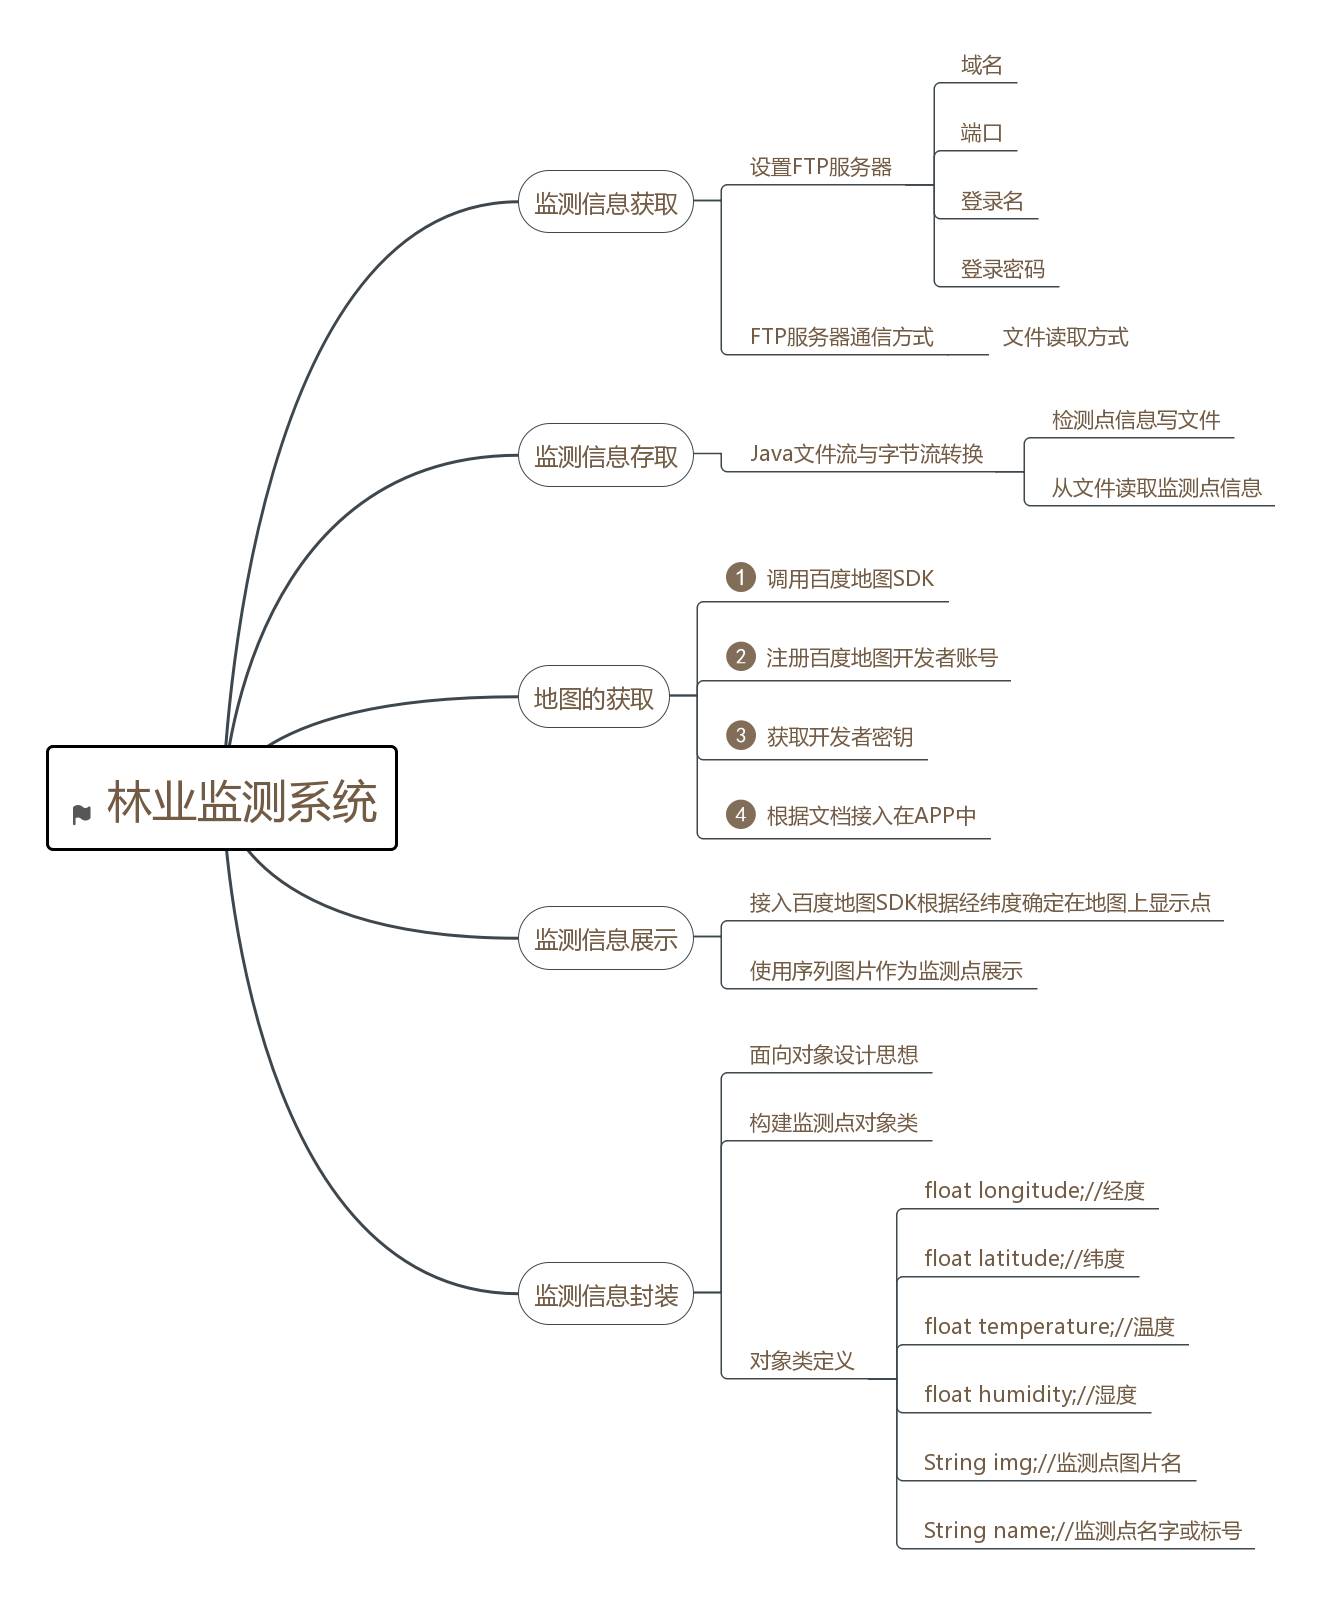 林业监测系统
监测信息获取
设置FTP服务器
域名
端口
登录名
登录密码
FTP服务器通信方式
文件读取方式
监测信息存取
Java文件流与字节流转换
检测点信息写文件
从文件读取监测点信息
地图的获取
1 调用百度地图SDK
2 注册百度地图开发者账号
3 获取开发者密钥
4 根据文档接入在APP中
监测信息展示
接入百度地图SDK根据经纬度确定在地图上显示点
使用序列图片作为监测点展示
监测信息封装
面向对象设计思想
构建监测点对象类
对象类定义
float longitude;//经度
float latitude;//纬度
float temperature;//温度
float humidity;//湿度
String img;//监测点图片名
String name;//监测点名字或标号